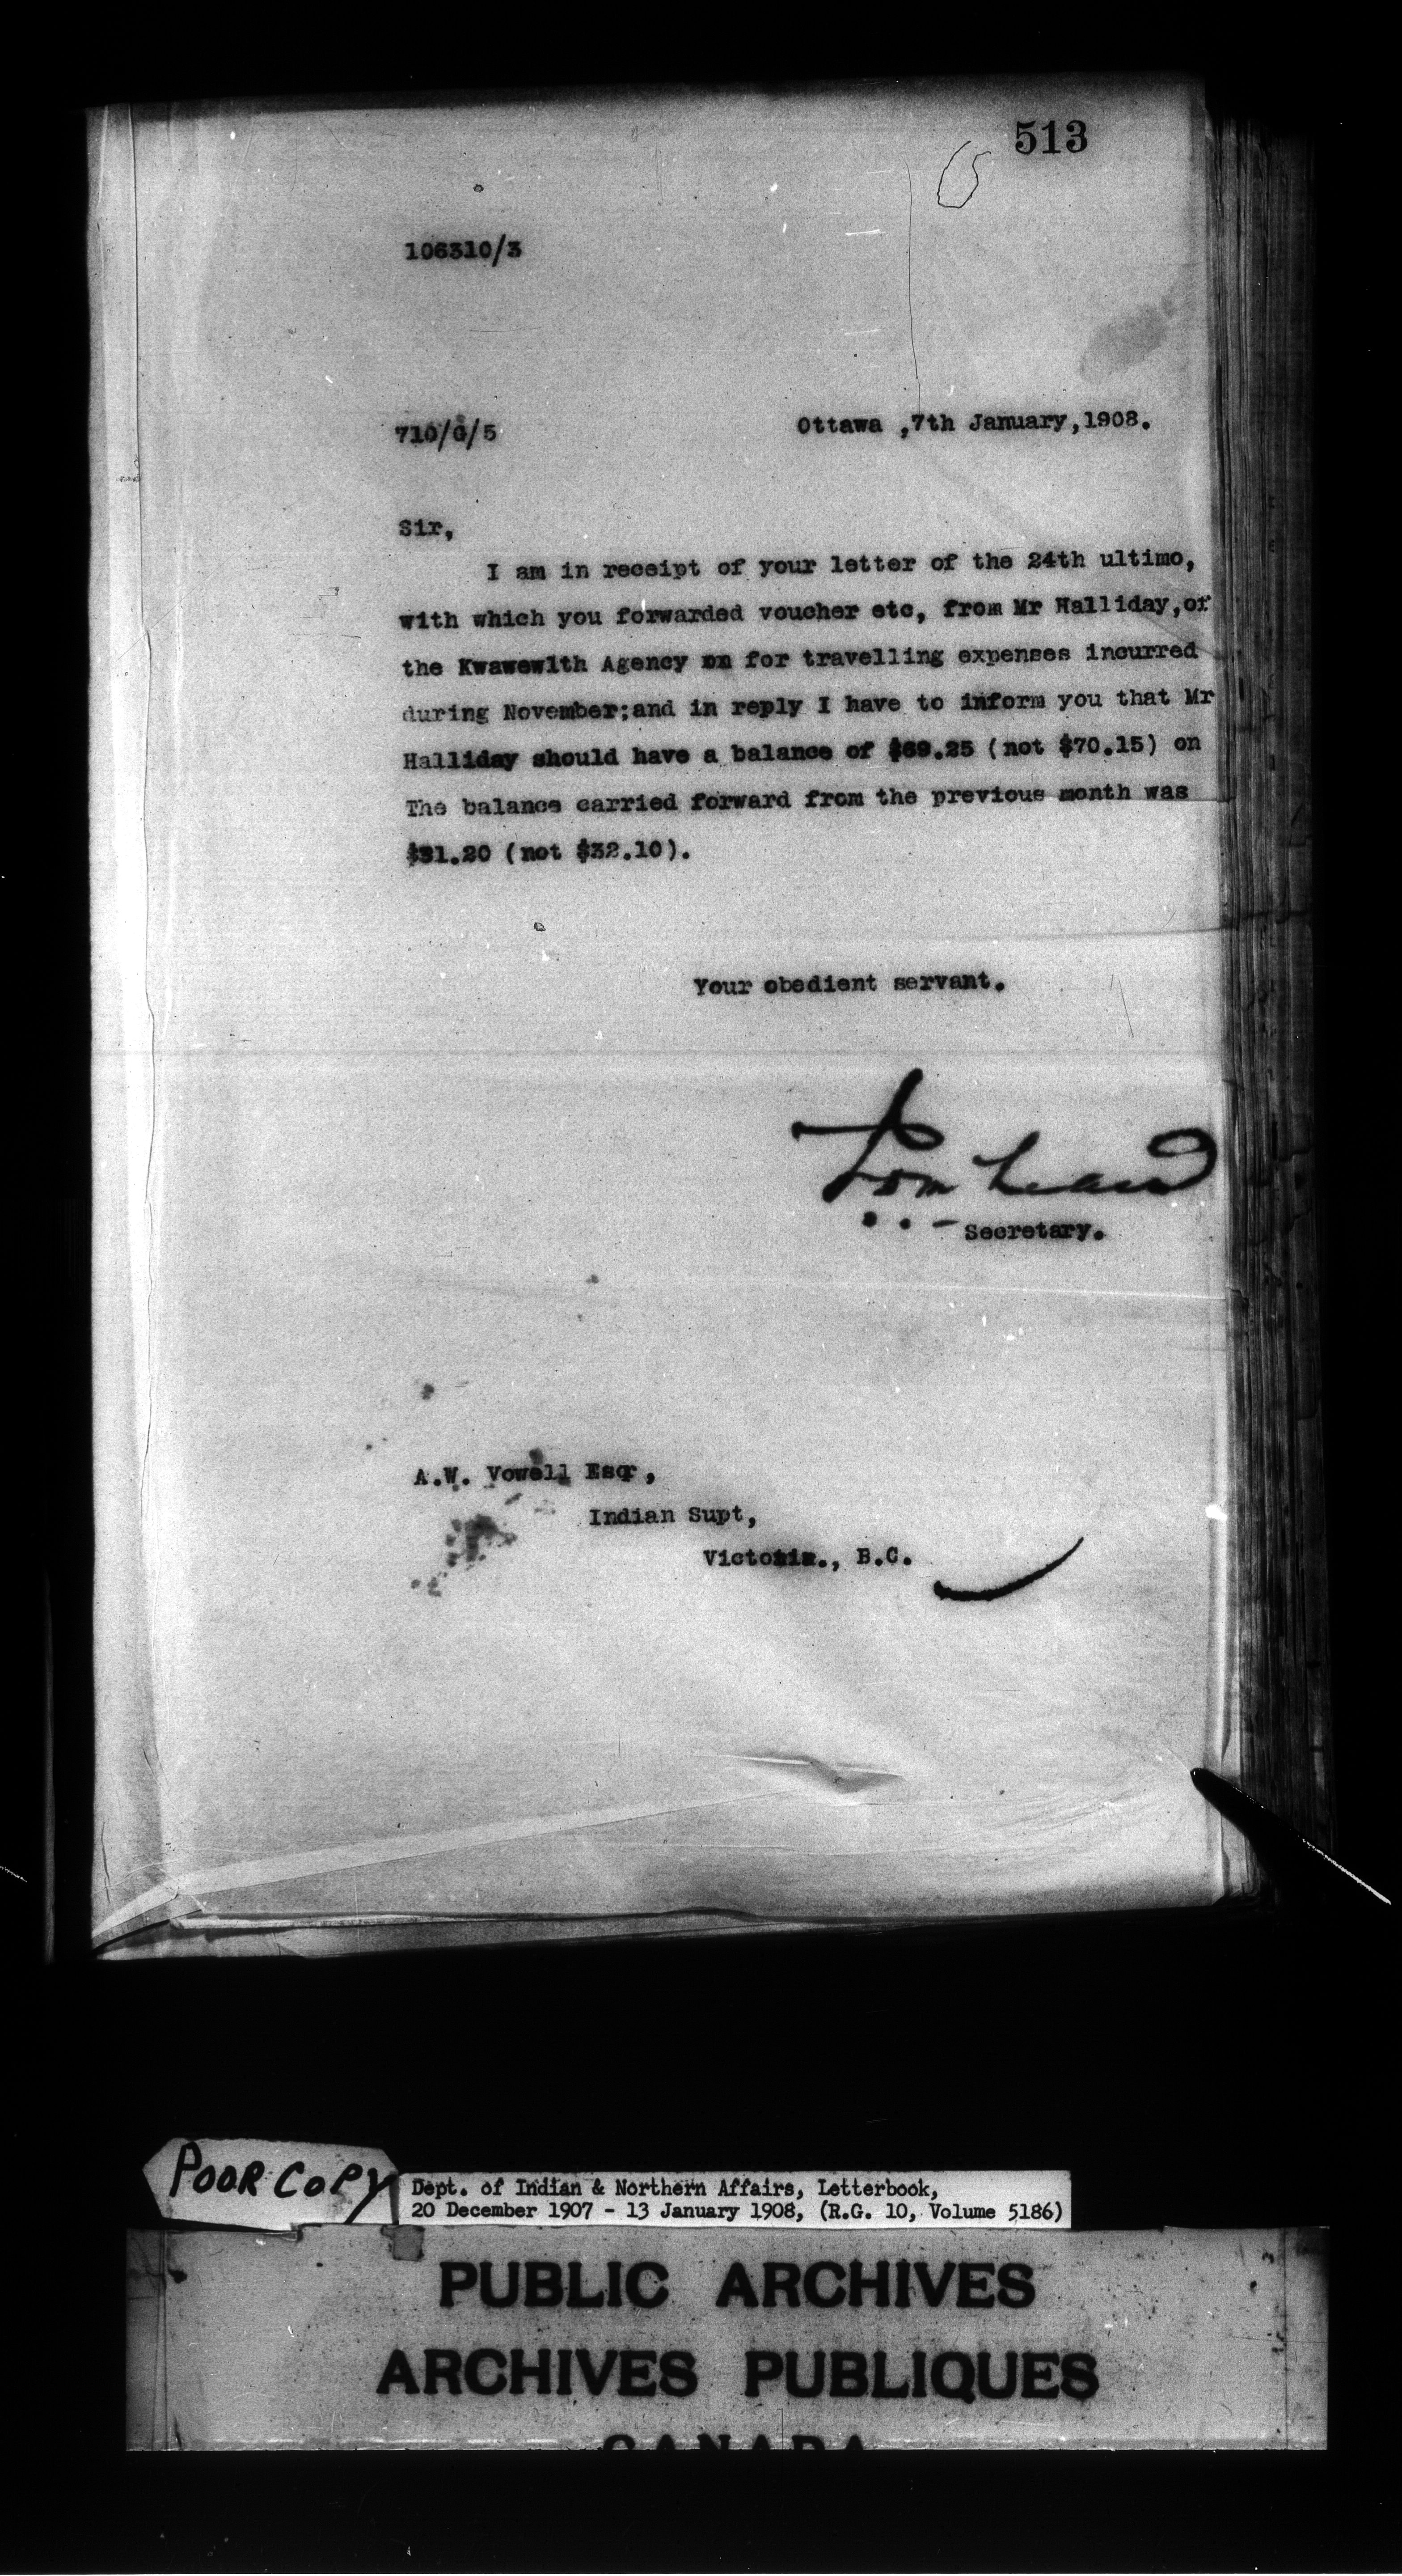 513
106310/3
710/G/5
Ottawa ,7th January,1908.
Sir,
I am in receipt of your letter of the 24th ultimo,
with which you forwarded voucher etc, from Mr Halliday,of
the Kwawewlth Agency on for travelling expenses incurred
during November;and in reply I have to inform you that Mr
Halliday should have a balance of $69.25 (not $70.15) on
The balance carried forward from the previous month was
$31.20 (not $32.10).
Your obedient servant.
Secretary.
A.W. Vowell Esqr,
Indian Supt,
Victoria., B.C.
POOR COPY
Dept. of Indian & Northern Affairs, Letterbook,
20 December 1907 - 13 January 1908, (R.G. 10, Volume 5186)
PUBLIC ARCHIVES
ARCHIVES PUBLIQUES
CANADA